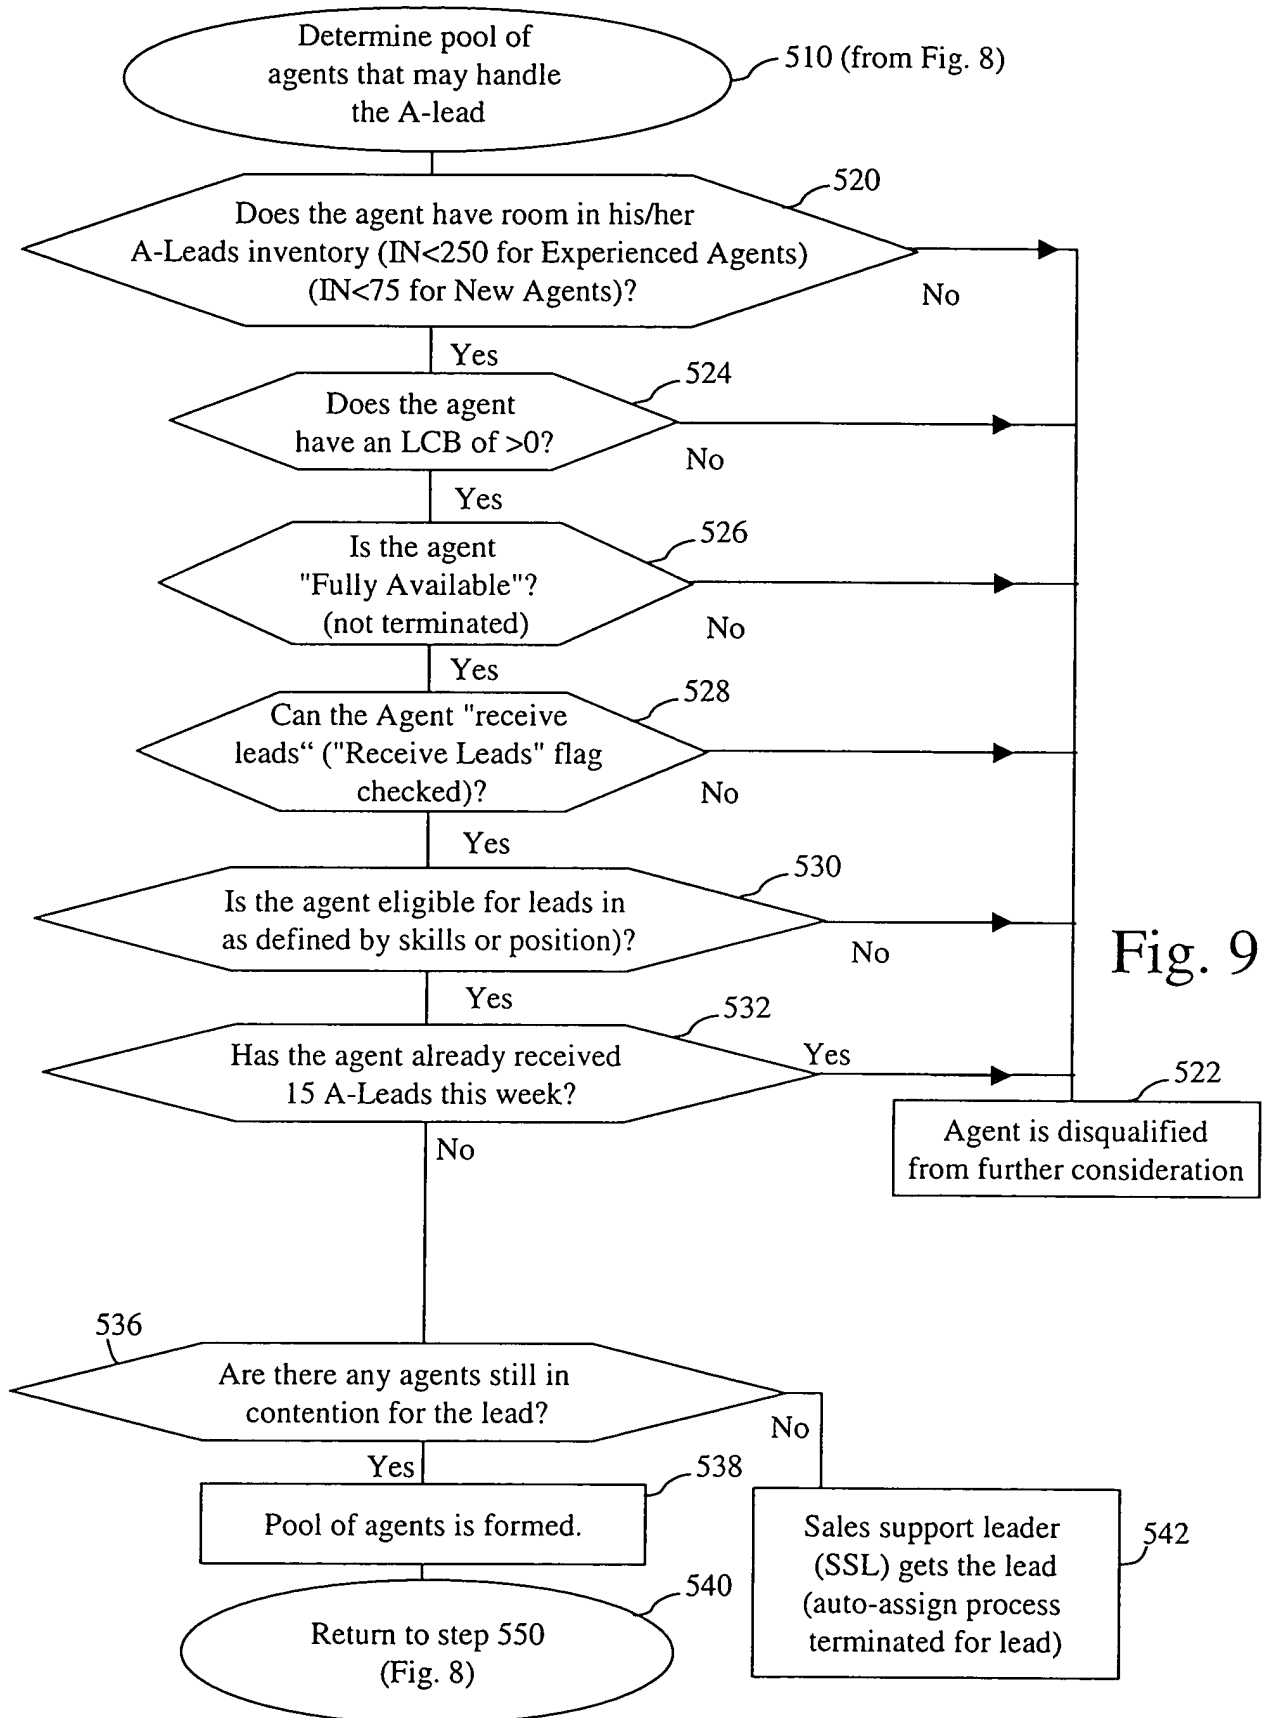 Determine pool of
agents that may handle
the A-lead
510 (from Fig. 8)
520
Does the agent have room in his/her
A-Leads inventory (IN<250 for Experienced Agents)
(IN<75 for New Agents)?
No
Yes
524
Does the agent
have an LCB of >0?
No
Yes
526
Is the agent
"Fully Available"?
(not terminated)
No
Yes
528
Can the Agent "receive
leads“ ("Receive Leads" flag
checked)?
No
Yes
530
Is the agent eligible for leads in
as defined by skills or position)?
No
Fig. 9
Yes
532
Has the agent already received
15 A-Leads this week?
Yes
522
Agent is disqualified
from further consideration
No
536
Are there any agents still in
contention for the lead?
No
Yes
538
Pool of agents is formed.
540
Return to step 550
(Fig. 8)
Sales support leader
(SSL) gets the lead
(auto-assign process
terminated for lead)
542